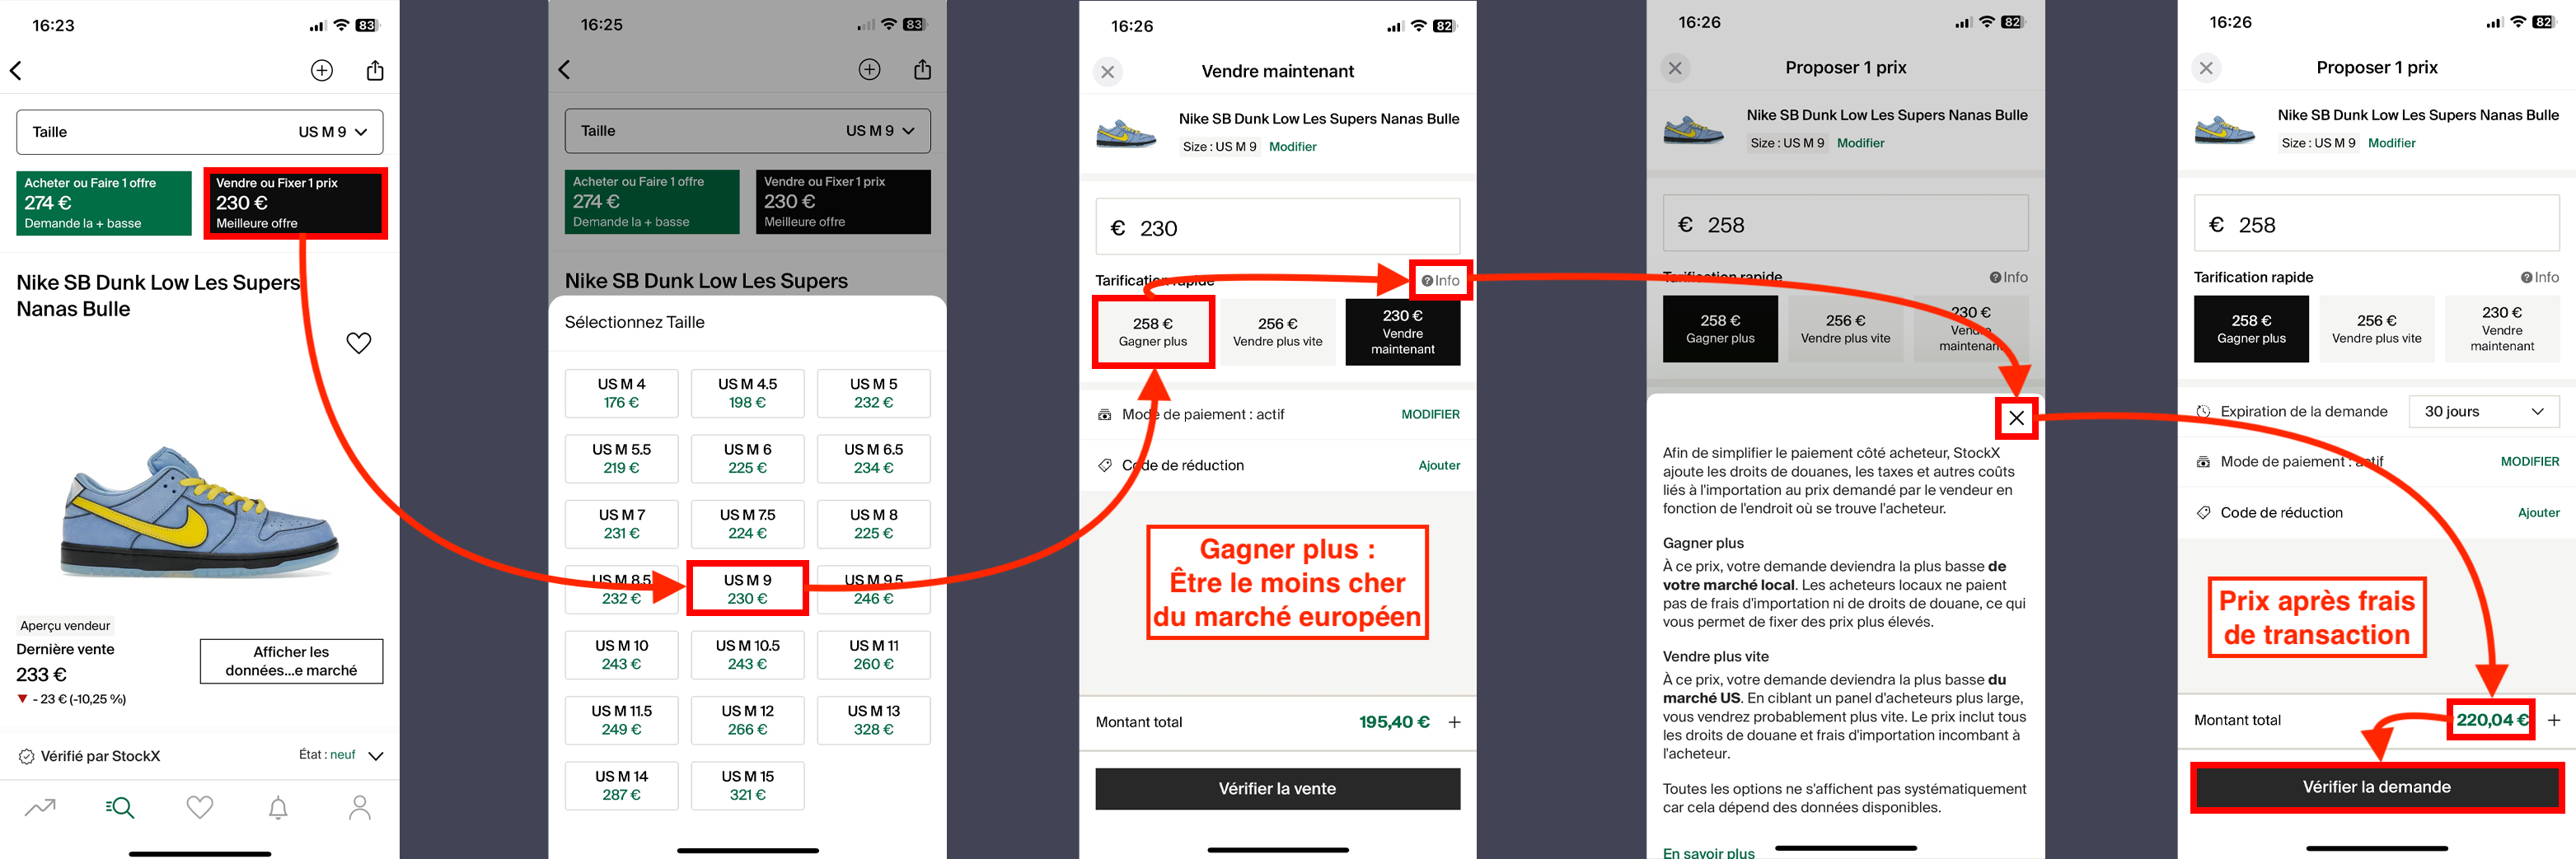 16:23
83
Taille
US M 9
Acheter ou Faire 1 offre
274 €
Demande la + basse
Vendre ou Fixer 1 prix
230 €
Meilleure offre
Nike SB Dunk Low Les Supers
Nanas Bulle
Aperçu vendeur
Dernière vente
233 €
- 23 € (-10,25 %)
Afficher les
données...e marché
Vérifié par StockX
État : neuf
16:25
83
Taille
US M 9
Acheter ou Faire 1 offre
274 €
Demande la + basse
Vendre ou Fixer 1 prix
230 €
Meilleure offre
Nike SB Dunk Low Les Supers
Sélectionnez Taille
US M 4
176 €
US M 4.5
198 €
US M 5
232 €
US M 5.5
219 €
US M 6
225 €
US M 6.5
234 €
US M 7
231 €
US M 7.5
224 €
US M 8
225 €
US M 8.5
232 €
US M 9
230 €
US M 9.5
246 €
US M 10
243 €
US M 10.5
243 €
US M 11
260 €
US M 11.5
249 €
US M 12
266 €
US M 13
328 €
US M 14
287 €
US M 15
321 €
16:26
82
Vendre maintenant
Nike SB Dunk Low Les Supers Nanas Bulle
Size : US M 9 Modifier
€ 230
Tarification rapide
Info
258 €
Gagner plus
256 €
Vendre plus vite
230 €
Vendre
maintenant
Mode de paiement : actif
MODIFIER
Code de réduction
Ajouter
Gagner plus :
Être le moins cher
du marché européen
Montant total
195,40 €
Vérifier la vente
16:26
82
Proposer 1 prix
Nike SB Dunk Low Les Supers Nanas Bulle
Size : US M 9 Modifier
€ 258
Tarification rapide
Info
258 €
Gagner plus
256 €
Vendre plus vite
230 €
Vendre
maintenant
Afin de simplifier le paiement côté acheteur, StockX
ajoute les droits de douanes, les taxes et autres coûts
liés à l'importation au prix demandé par le vendeur en
fonction de l'endroit où se trouve l'acheteur.
Gagner plus
À ce prix, votre demande deviendra la plus basse de
votre marché local. Les acheteurs locaux ne paient
pas de frais d'importation ni de droits de douane, ce qui
vous permet de fixer des prix plus élevés.
Vendre plus vite
À ce prix, votre demande deviendra la plus basse du
marché US. En ciblant un panel d'acheteurs plus large,
vous vendrez probablement plus vite. Le prix inclut tous
les droits de douane et frais d'importation incombant à
l'acheteur.
Toutes les options ne s'affichent pas systématiquement
car cela dépend des données disponibles.
En savoir plus
16:26
82
Proposer 1 prix
Nike SB Dunk Low Les Supers Nanas Bulle
Size : US M 9 Modifier
€ 258
Tarification rapide
Info
258 €
Gagner plus
256 €
Vendre plus vite
230 €
Vendre
maintenant
Expiration de la demande
30 jours
Mode de paiement : actif
MODIFIER
Code de réduction
Ajouter
Prix après frais
de transaction
Montant total
220,04 €
Vérifier la demande